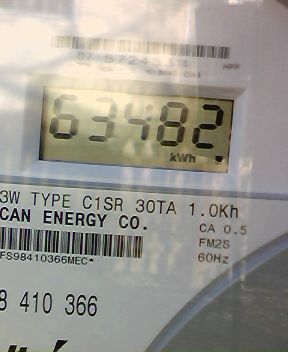 63482
kWh
3W TYPE C1SR 30TA 1.0Kh
CAN ENERGY CO.
CA 0.5
FM2S
FS98410366MEC*
60Hz
8 410 366